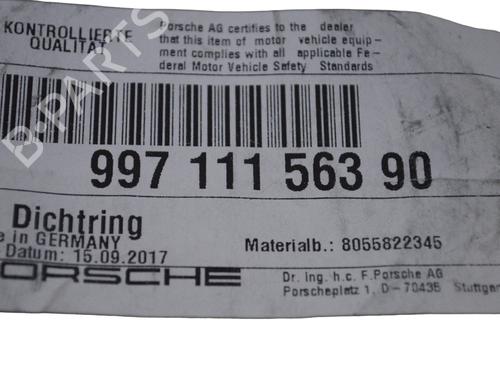 KONTROLLIERTE
QUALITÄT
Porsche AG certifies to the dealer
that this item of motor vehicle equip-
ment complies with all applicable Fe-
deral Motor Vehicle Safety Standards
B-PARTS
997 111 563 90
Dichtring
in GERMANY
Datum: 15.09.2017
Materialb.: 8055822345
PORSCHE
Dr. Ing. h.c. F.Porsche AG
Porscheplatz 1, D-70435 Stuttgar